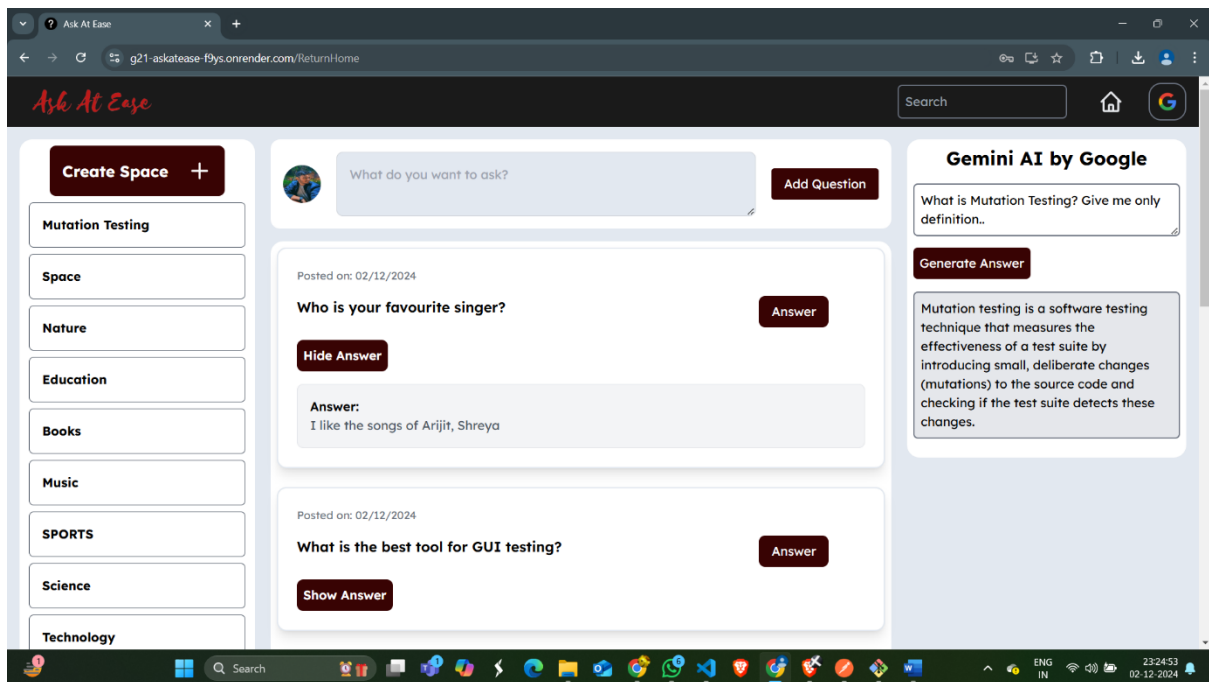 Ask At Ease
g21-askatease-f9ys.onrender.com/ReturnHome
Ask At Ease
Search
Create Space +
Mutation Testing
Space
Nature
Education
Books
Music
SPORTS
Science
Technology
What do you want to ask?
Add Question
Posted on: 02/12/2024
Who is your favourite singer?
Answer
Hide Answer
Answer:
I like the songs of Arijit, Shreya
Posted on: 02/12/2024
What is the best tool for GUI testing?
Answer
Show Answer
Gemini AI by Google
What is Mutation Testing? Give me only
definition..
Generate Answer
Mutation testing is a software testing
technique that measures the
effectiveness of a test suite by
introducing small, deliberate changes
(mutations) to the source code and
checking if the test suite detects these
changes.
Search
ENG
IN
23:24:53
02-12-2024